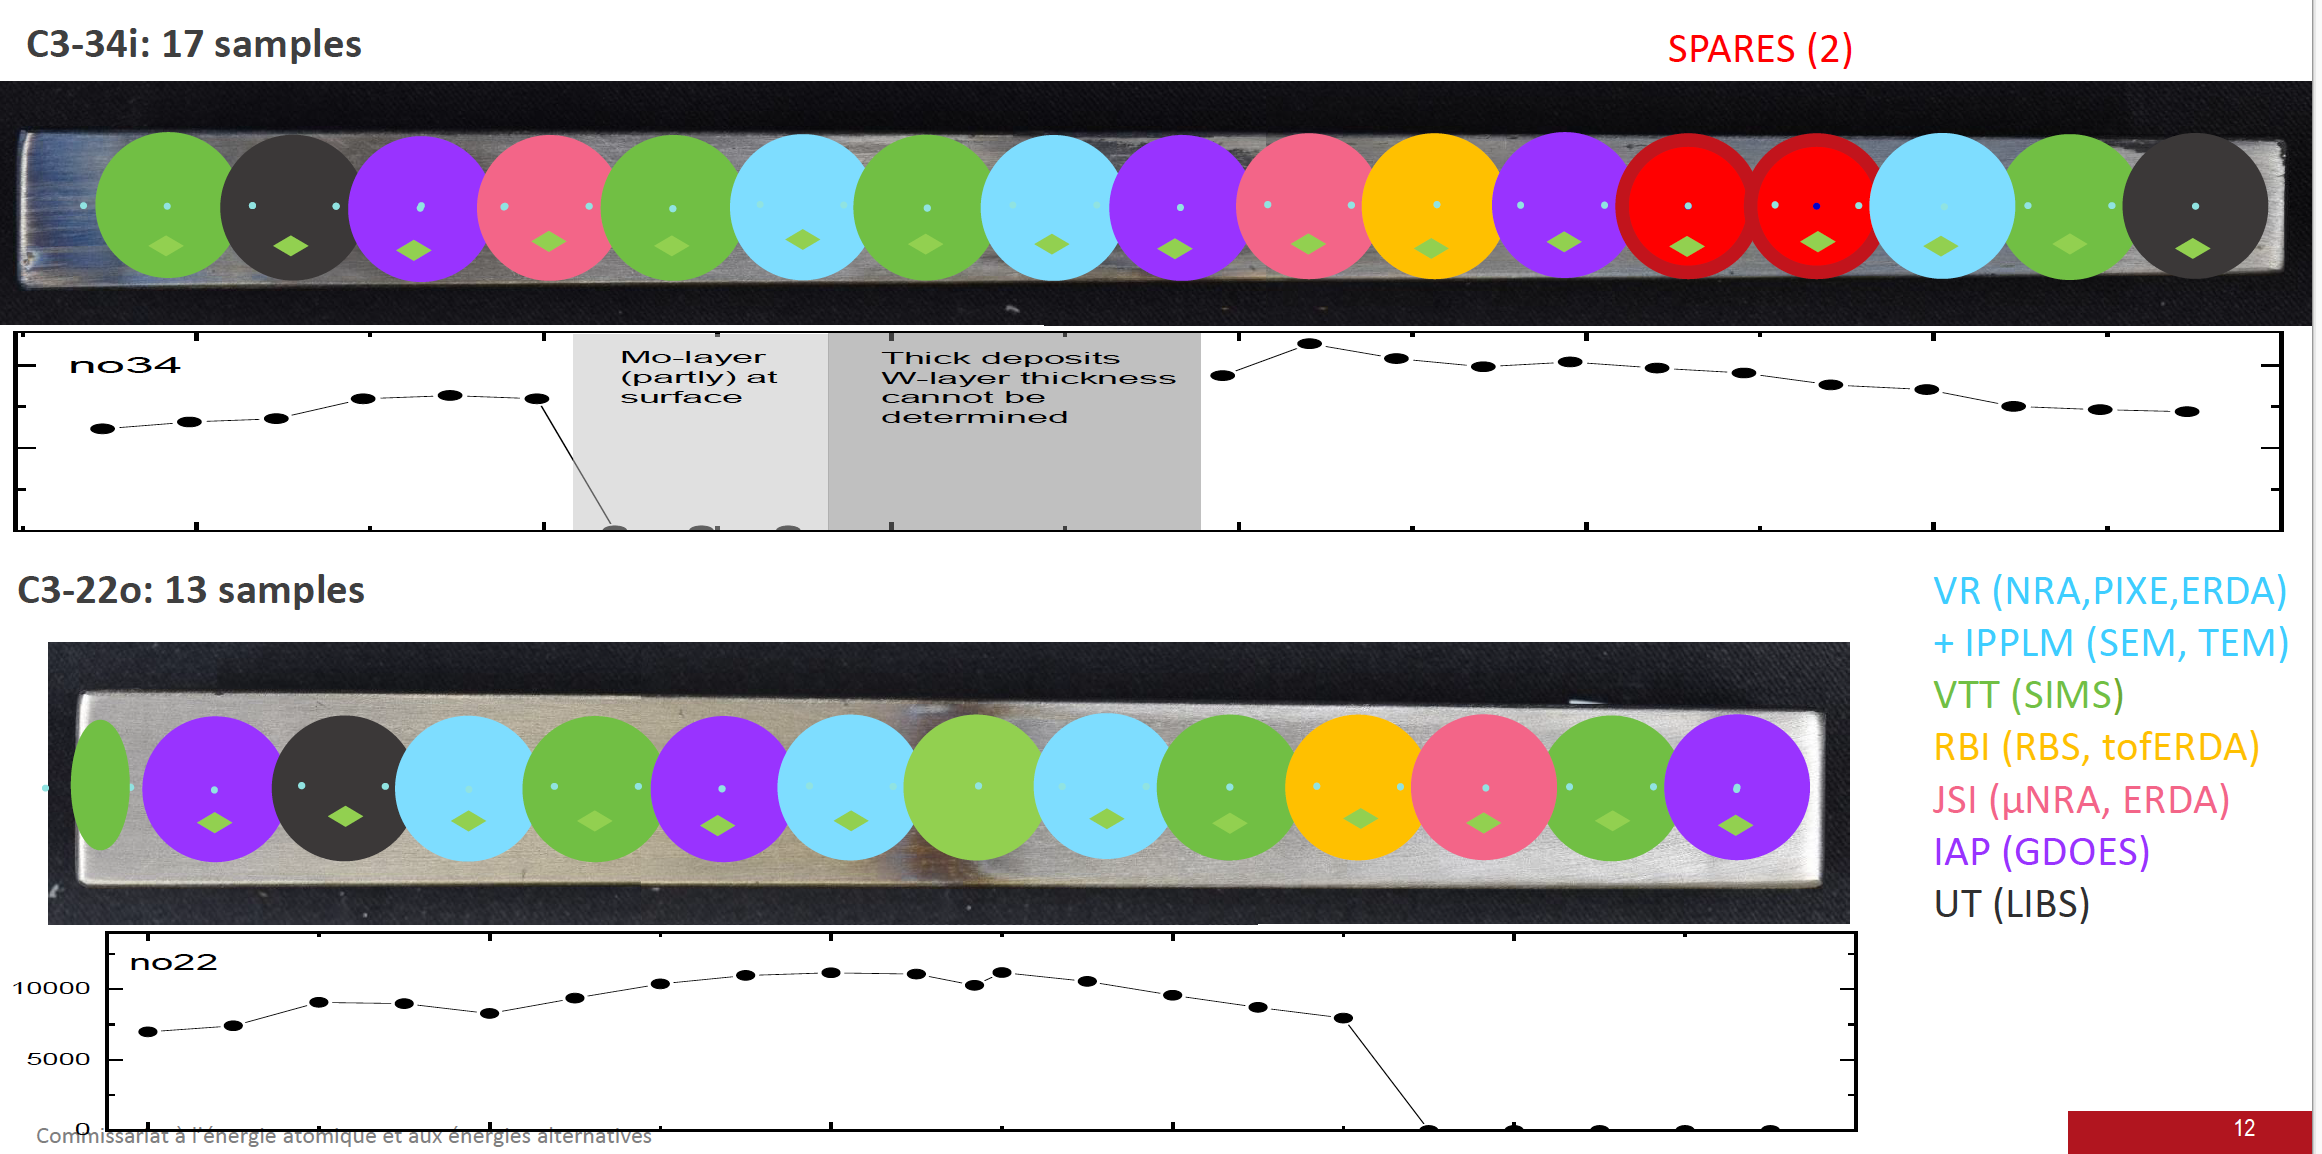 C3-34i: 17 samples
SPARES (2)
no34
Mo-layer
(partly) at
surface
Thick deposits
W-layer thickness
cannot be
determined
C3-22o: 13 samples
VR (NRA,PIXE,ERDA)
+ IPPLM (SEM, TEM)
VTT (SIMS)
RBI (RBS, tofERDA)
JSI (µNRA, ERDA)
IAP (GDOES)
UT (LIBS)
no22
10000
5000
0
Commissariat à l'énergie atomique et aux énergies alternatives
12